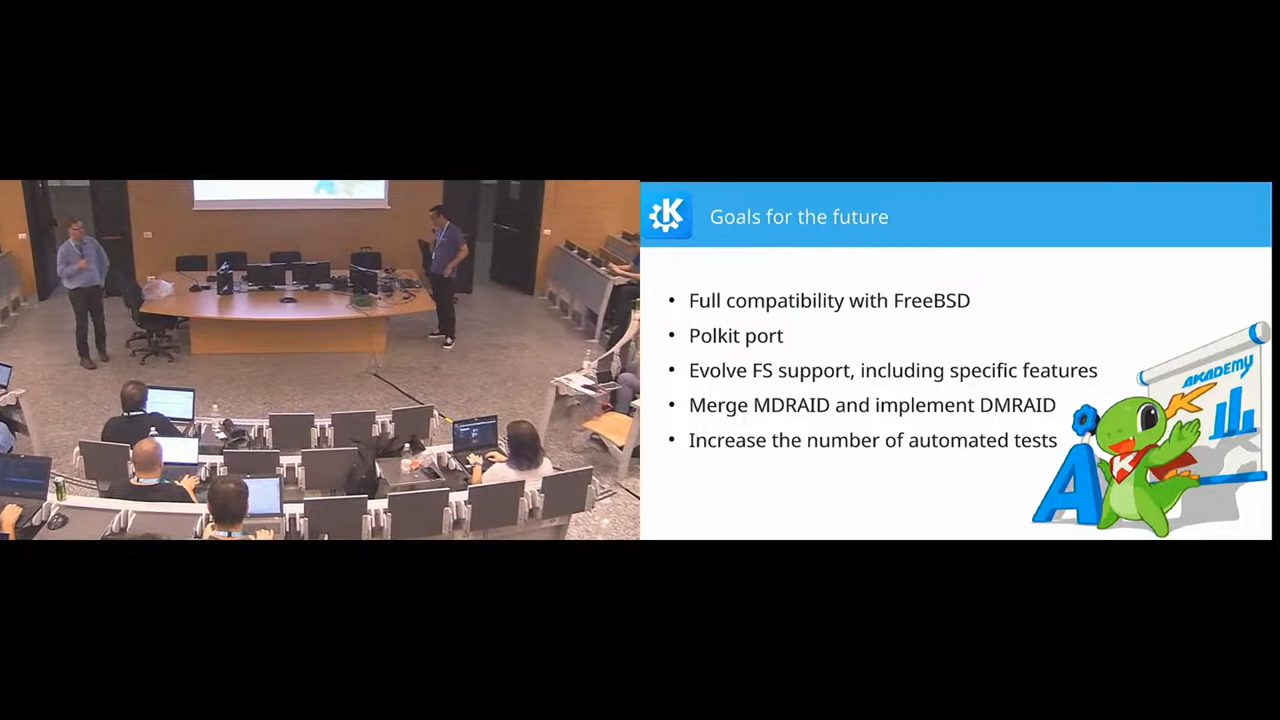 Goals for the future
• Full compatibility with FreeBSD
• Polkit port
• Evolve FS support, including specific features
• Merge MDRAID and implement DMRAID
• Increase the number of automated tests
AKADEMY
A
K
K